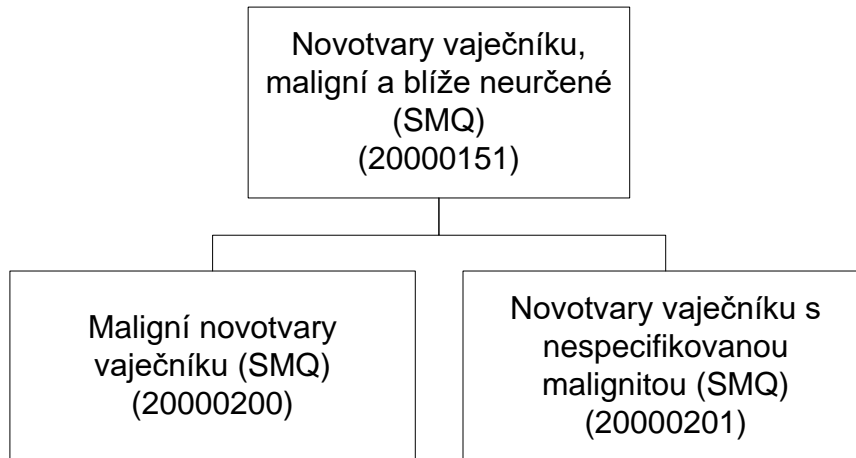 Novotvary vaječníku,
maligní a blíže neurčené
(SMQ)
(20000151)
Maligní novotvary
vaječníku (SMQ)
(20000200)
Novotvary vaječníku s
nespecifikovanou
malignitou (SMQ)
(20000201)